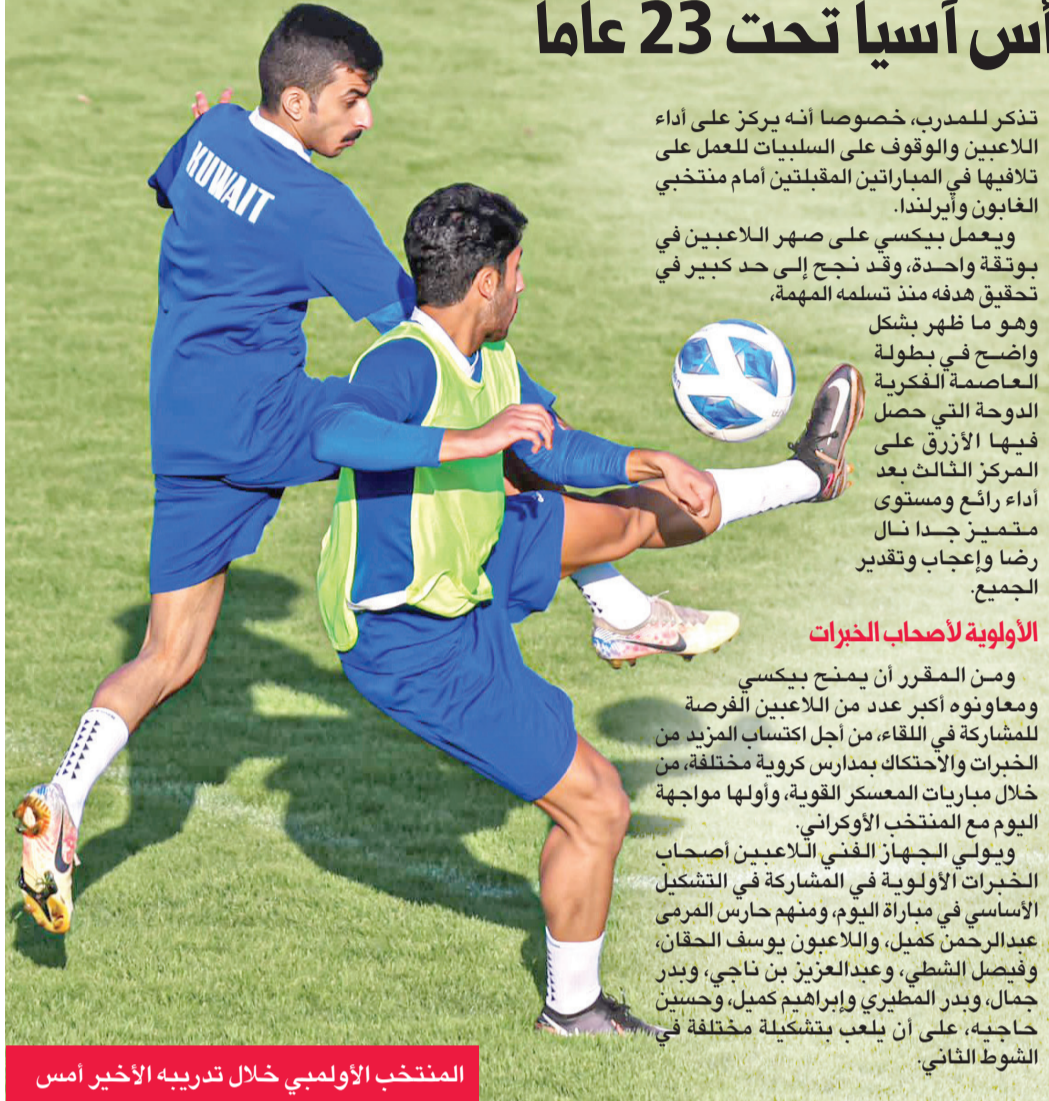 أس آسيا تحت 23 عاماً
تذكر للمدرب، خصوصا أنه يركز على أداء
اللاعبين والوقوف على السلبيات للعمل على
تلافيها في المباراتين المقبلتين أمام منتخبي
الغابون وأيرلندا.
ويعمل بيكسي على صهر اللاعبين في
بوتقة واحدة، وقد نجح إلى حد كبير في
تحقيق هدفه منذ تسلمه المهمة،
وهو ما ظهر بشكل
واضح في بطولة
العاصمة الفكرية
الدوحة التي حصل
فيها الأزرق على
المركز الثالث بعد
أداء رائع ومستوى
متميز جدا نال
رضا وإعجاب وتقدير
الجميع.
الأولوية لأصحاب الخبرات
ومن المقرر أن يمنح بيكسي
ومعاونوه أكبر عدد من اللاعبين الفرصة
للمشاركة في اللقاء، من أجل اكتساب المزيد من
الخبرات والاحتكاك بمدارس كروية مختلفة، من
خلال مباريات المعسكر القوية، وأولها مواجهة
اليوم مع المنتخب الأوكراني.
ويولي الجهاز الفني اللاعبين أصحاب
الخبرات الأولوية في المشاركة في التشكيل
الأساسي في مباراة اليوم، ومنهم حارس المرمى
عبدالرحمن كميل، واللاعبون يوسف الحقان،
وفيصل الشطي، وعبدالعزيز بن ناجي، وبدر
جمال، وبدر المطيري وإبراهيم كميل، وحسين
حاجيه، على أن يلعب بتشكيلة مختلفة في
الشوط الثاني.
KUWAIT
المنتخب الأولمبي خلال تدريبه الأخير أمس